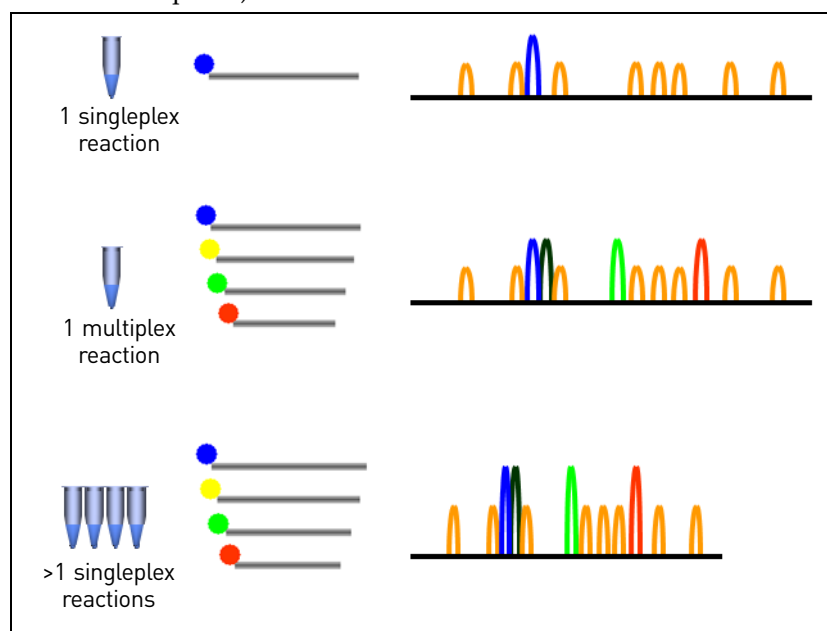 1 singleplex
reaction
1 multiplex
reaction
>1 singleplex
reactions